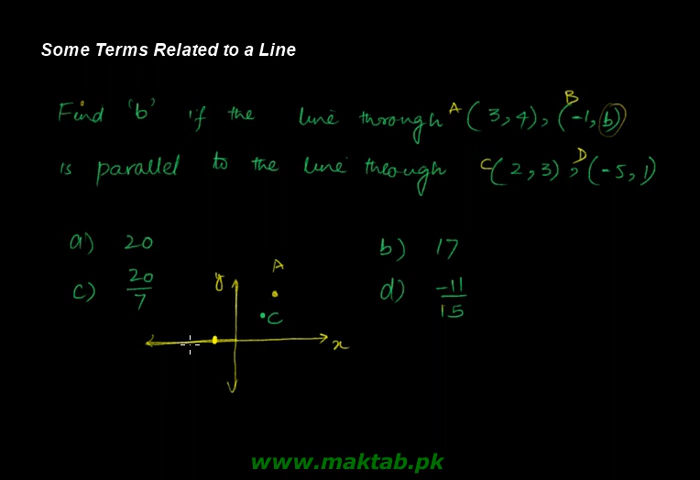 Some Terms Related to a Line
Find 'b' if the line through A (3,4), B (-1, b)
is parallel to the line through C (2,3), D (-5,1)
a) 20
b) 17
c) 20/7
d) -11/15
y
A
C
x
www.maktab.pk